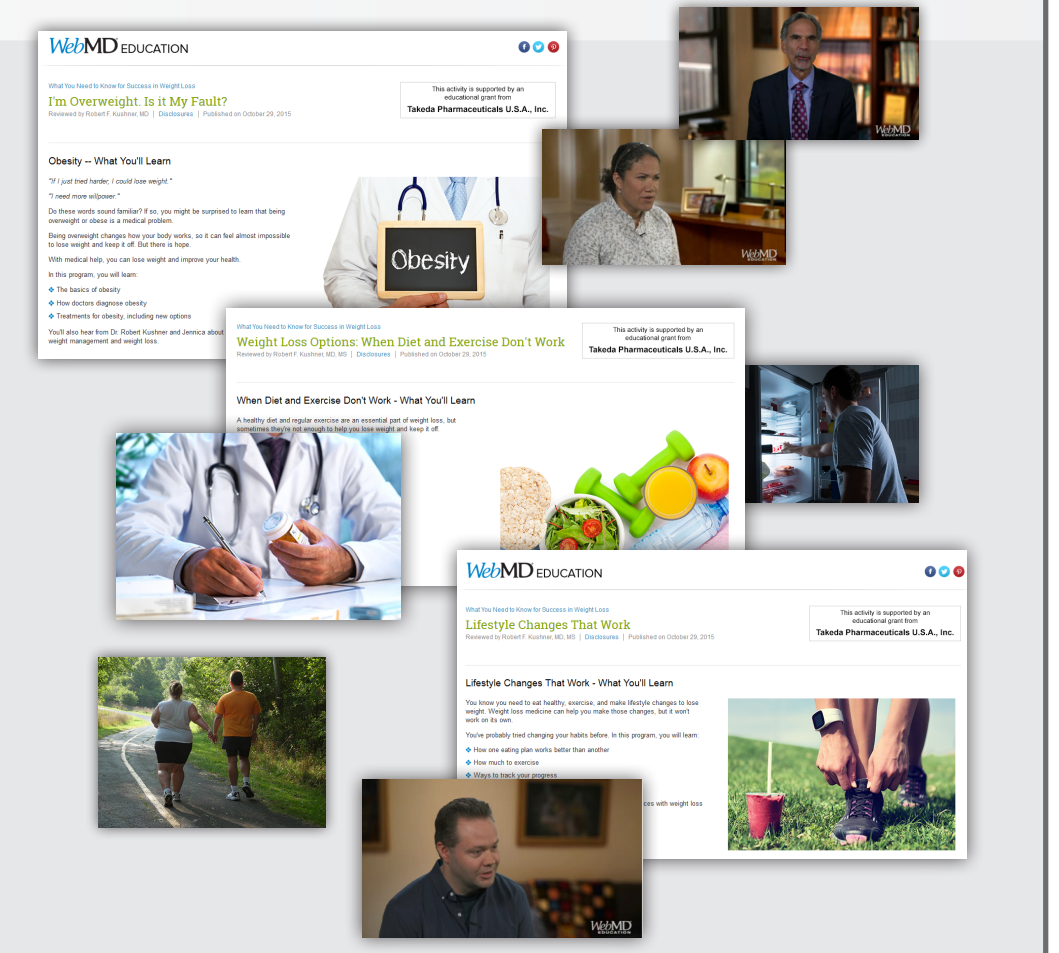 WebMD EDUCATION
What You Need to Know for Success in Weight Loss
I'm Overweight. Is it My Fault?
Reviewed by Robert F. Kushner, MD | Disclosures | Published on October 29, 2015
This activity is supported by an
educational grant from
Takeda Pharmaceuticals U.S.A., Inc.
Obesity -- What You'll Learn
"If I just tried harder, I could lose weight."
"I need more willpower."
Do these words sound familiar? If so, you might be surprised to learn that being
overweight or obese is a medical problem.
Being overweight changes how your body works, so it can feel almost impossible
to lose weight and keep it off. But there is hope.
With medical help, you can lose weight and improve your health.
In this program, you will learn:
The basics of obesity
How doctors diagnose obesity
Treatments for obesity, including new options
You'll also hear from Dr. Robert Kushner and Jennica about
weight management and weight loss.
Obesity
WebMD
EDUCATION
WebMD
EDUCATION
What You Need to Know for Success in Weight Loss
Weight Loss Options: When Diet and Exercise Don't Work
Reviewed by Robert F. Kushner, MD, MS | Disclosures | Published on October 29, 2015
This activity is supported by an
educational grant from
Takeda Pharmaceuticals U.S.A., Inc.
When Diet and Exercise Don't Work - What You'll Learn
A healthy diet and regular exercise are an essential part of weight loss, but
sometimes they're not enough to help you lose weight and keep it off.
WebMD EDUCATION
What You Need to Know for Success in Weight Loss
Lifestyle Changes That Work
Reviewed by Robert F. Kushner, MD, MS | Disclosures | Published on October 29, 2015
This activity is supported by an
educational grant from
Takeda Pharmaceuticals U.S.A., Inc.
Lifestyle Changes That Work - What You'll Learn
You know you need to eat healthy, exercise, and make lifestyle changes to lose
weight. Weight loss medicine can help you make those changes, but it won't
work on its own.
You've probably tried changing your habits before. In this program, you will learn:
How one eating plan works better than another
How much to exercise
Ways to track your progress
ces with weight loss
WebMD
EDUCATION